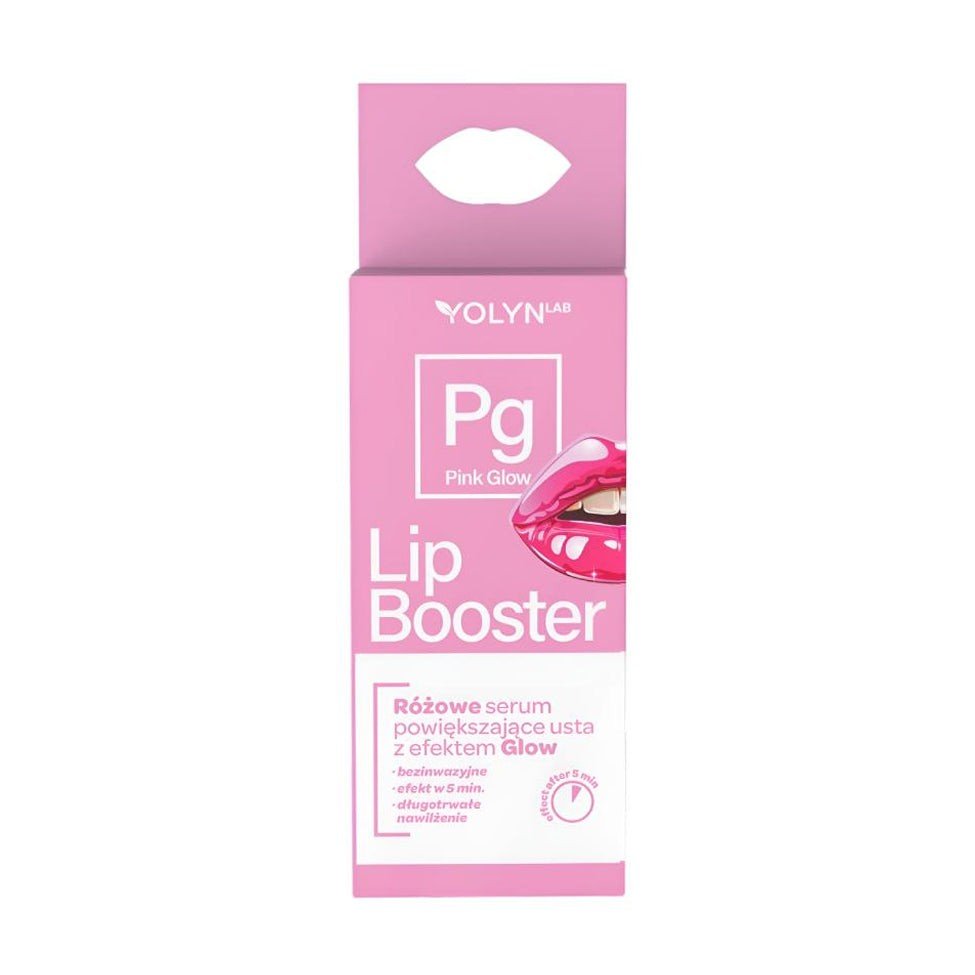 YOLYN LAB
Pg
Pink Glow
Lip
Booster
Różowe serum
powiększające usta
z efektem Glow
· bezinwazyjne
· efekt w 5 min.
· długotrwałe
nawilżenie
effect after 5 min